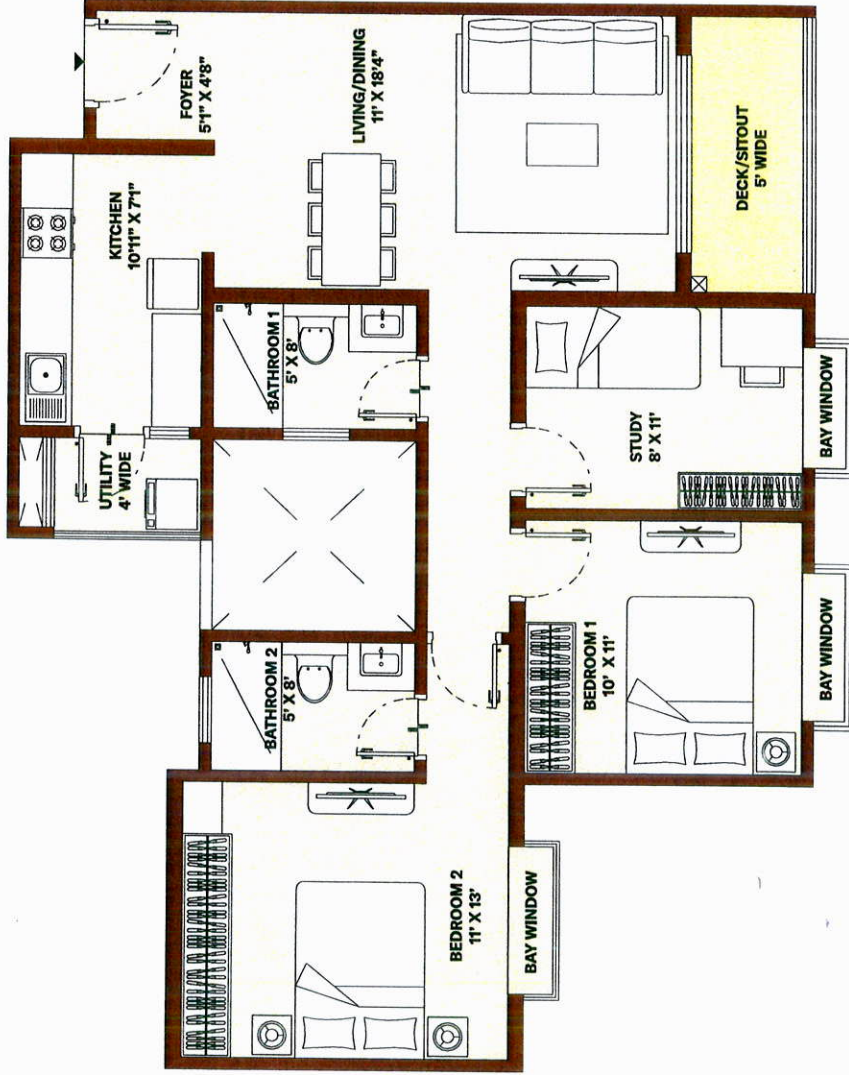 FOYER
5'1" X 4'8"
KITCHEN
10'11" X 7'1"
LIVING/DINING
11' X 18'4"
DECK/SITOUT
5' WIDE
UTILITY
4' WIDE
BATHROOM 1
5' X 8'
STUDY
8' X 11'
BAY WINDOW
BATHROOM 2
5' X 8'
BEDROOM 1
10' X 11'
BAY WINDOW
BEDROOM 2
11' X 13'
BAY WINDOW